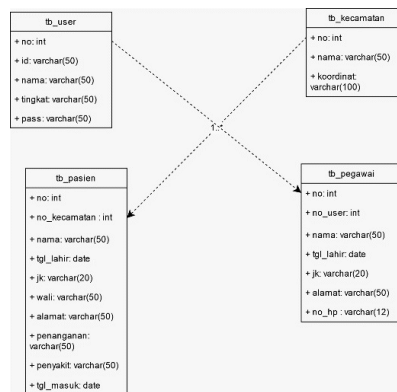 tb_user
+ no: int
+ id: varchar(50)
+ nama: varchar(50)
+ tingkat: varchar(50)
+ pass: varchar(50)
tb_kecamatan
+ no: int
+ nama: varchar(50)
+ koordinat:
varchar(100)
tb_pasien
+ no: int
+ no_kecamatan : int
+ nama: varchar(50)
+ tgl_lahir: date
+ jk: varchar(20)
+ wali: varchar(50)
+ alamat: varchar(50)
+ penanganan:
varchar(50)
+ penyakit: varchar(50)
+ tgl_masuk: date
tb_pegawai
+ no: int
+ no_user: int
+ nama: varchar(50)
+ tgl_lahir: date
+ jk: varchar(20)
+ alamat: varchar(50)
+ no_hp : varchar(12)